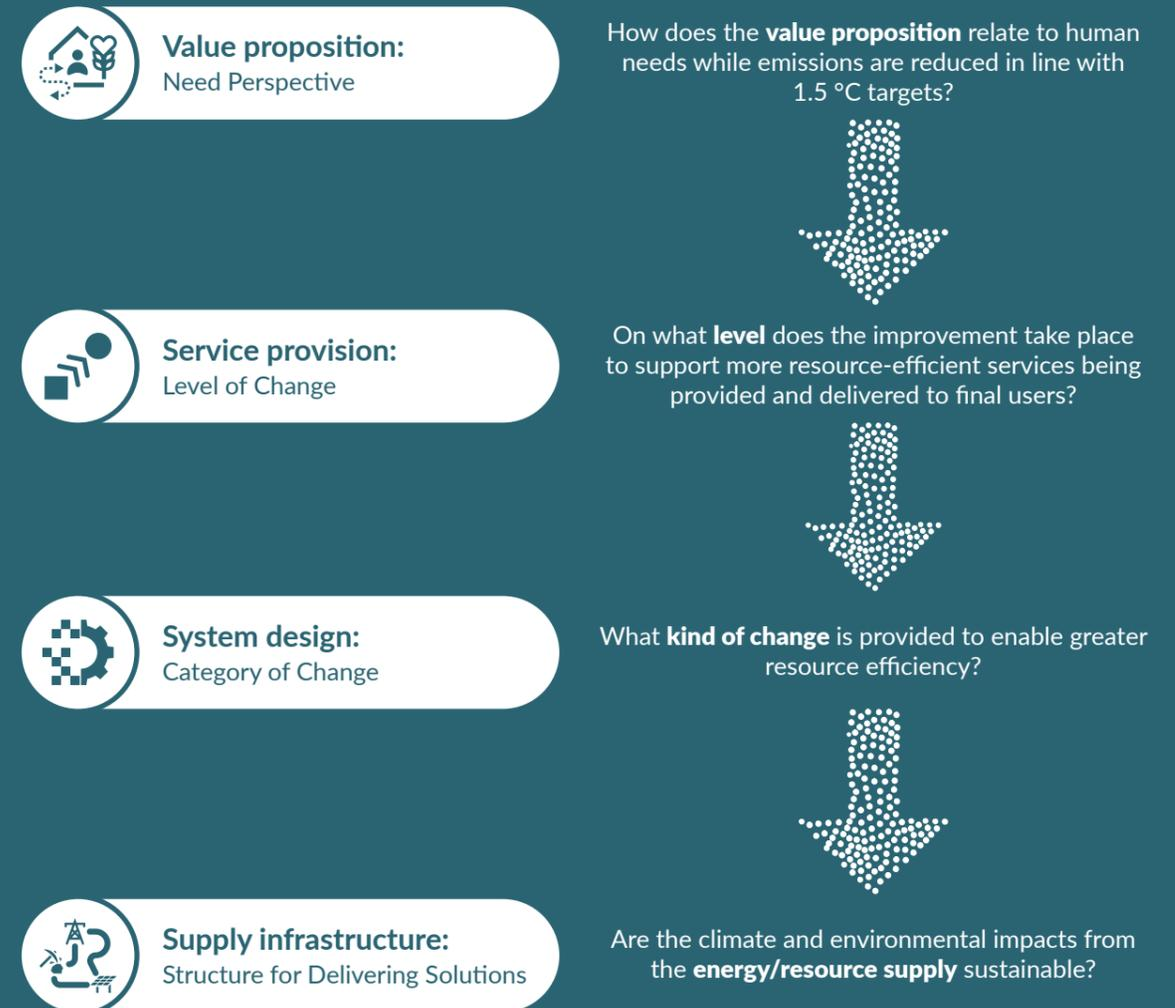 Value proposition:
Need Perspective
How does the value proposition relate to human
needs while emissions are reduced in line with
1.5 °C targets?
Service provision:
Level of Change
On what level does the improvement take place
to support more resource-efficient services being
provided and delivered to final users?
System design:
Category of Change
What kind of change is provided to enable greater
resource efficiency?
Supply infrastructure:
Structure for Delivering Solutions
Are the climate and environmental impacts from
the energy/resource supply sustainable?